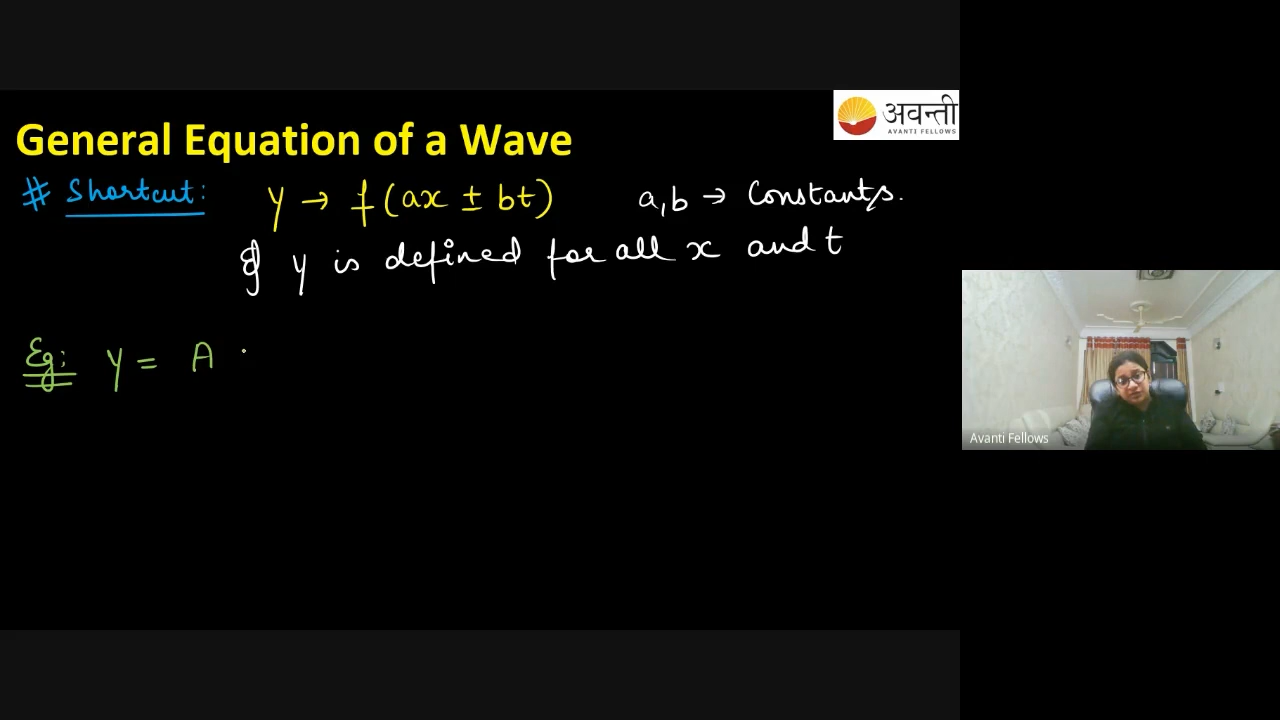 अवन्ती
AVANTI FELLOWS
General Equation of a Wave
# Shortcut: y → f(ax ± bt) a,b → Constants.
If y is defined for all x and t
Eg: y = A
Avanti Fellows